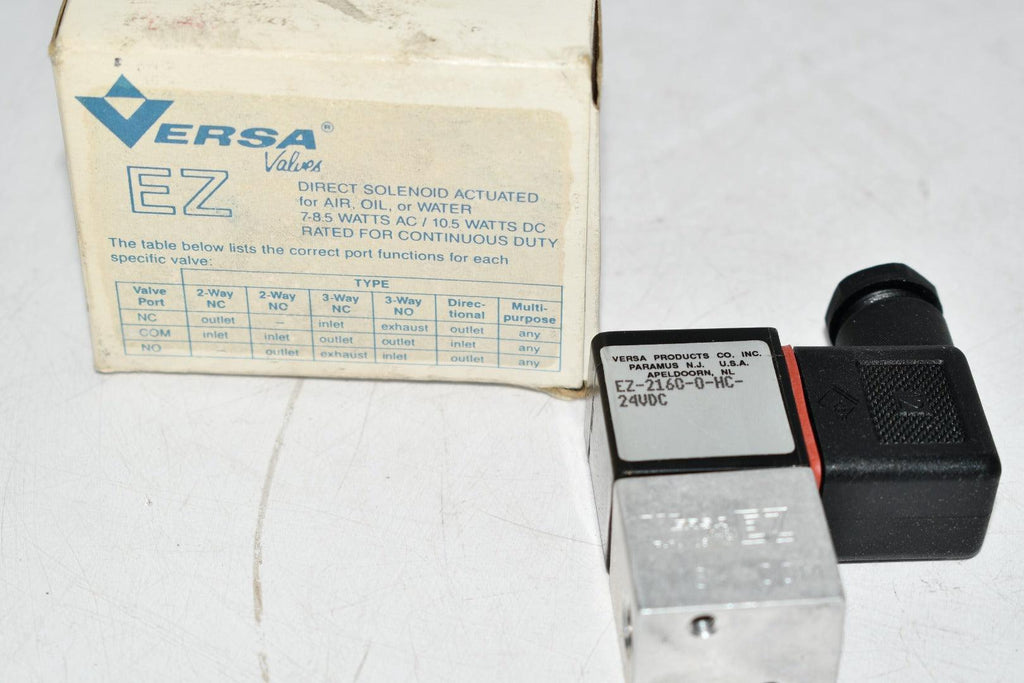 VERSA®
Valves
EZ
DIRECT SOLENOID ACTUATED
for AIR, OIL, or WATER
7-8.5 WATTS AC / 10.5 WATTS DC
RATED FOR CONTINUOUS DUTY
The table below lists the correct port functions for each
specific valve:
TYPE
Valve Port 2-Way NC 2-Way NO 3-Way NC 3-Way NO Direc- tional Multi- purpose
NC outlet – inlet exhaust outlet any
COM inlet inlet outlet outlet inlet any
NO – outlet exhaust inlet outlet any
VERSA PRODUCTS CO, INC.
PARAMUS N.J. U.S.A.
APELDOORN, NL
EZ-216C-0-HC-
24VDC
VERSA EZ